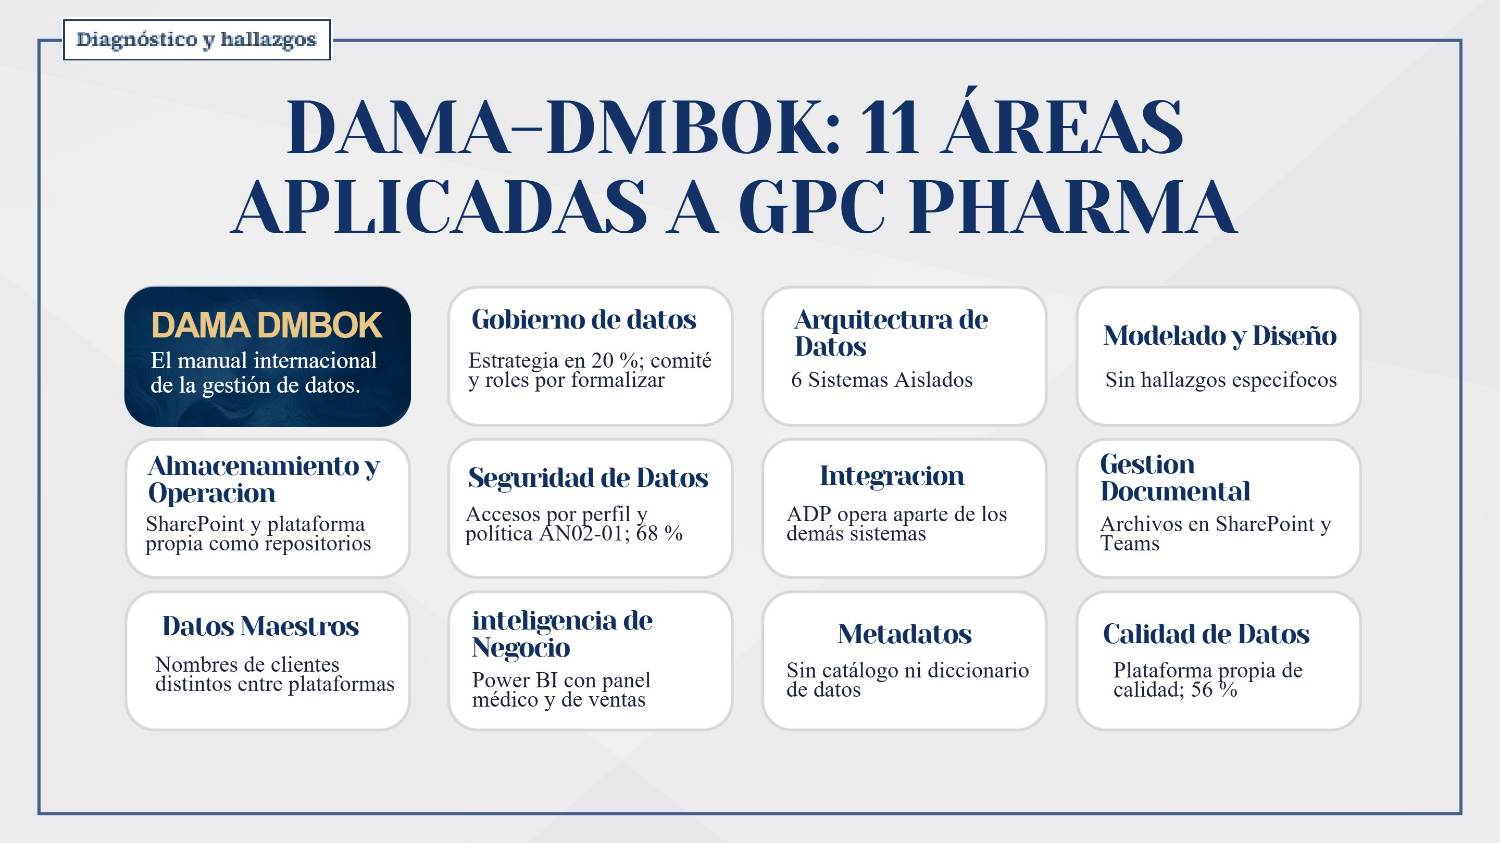 Diagnóstico y hallazgos
DAMA-DMBOK: 11 ÁREAS
APLICADAS A GPC PHARMA
DAMA DMBOK
El manual internacional
de la gestión de datos.
Gobierno de datos
Estrategia en 20 %; comité
y roles por formalizar
Arquitectura de
Datos
6 Sistemas Aislados
Modelado y Diseño
Sin hallazgos especifocos
Almacenamiento y
Operacion
SharePoint y plataforma
propia como repositorios
Seguridad de Datos
Accesos por perfil y
política AN02-01; 68 %
Integracion
ADP opera aparte de los
demás sistemas
Gestion
Documental
Archivos en SharePoint y
Teams
Datos Maestros
Nombres de clientes
distintos entre plataformas
inteligencia de
Negocio
Power BI con panel
médico y de ventas
Metadatos
Sin catálogo ni diccionario
de datos
Calidad de Datos
Plataforma propia de
calidad; 56 %